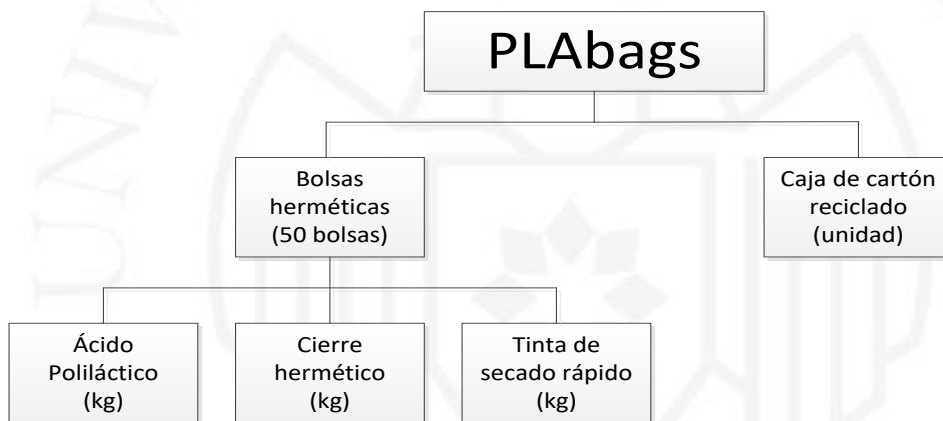 PLAbags
Bolsas
herméticas
(50 bolsas)
Caja de cartón
reciclado
(unidad)
Ácido
Poliláctico
(kg)
Cierre
hermético
(kg)
Tinta de
secado rápido
(kg)
UNIV